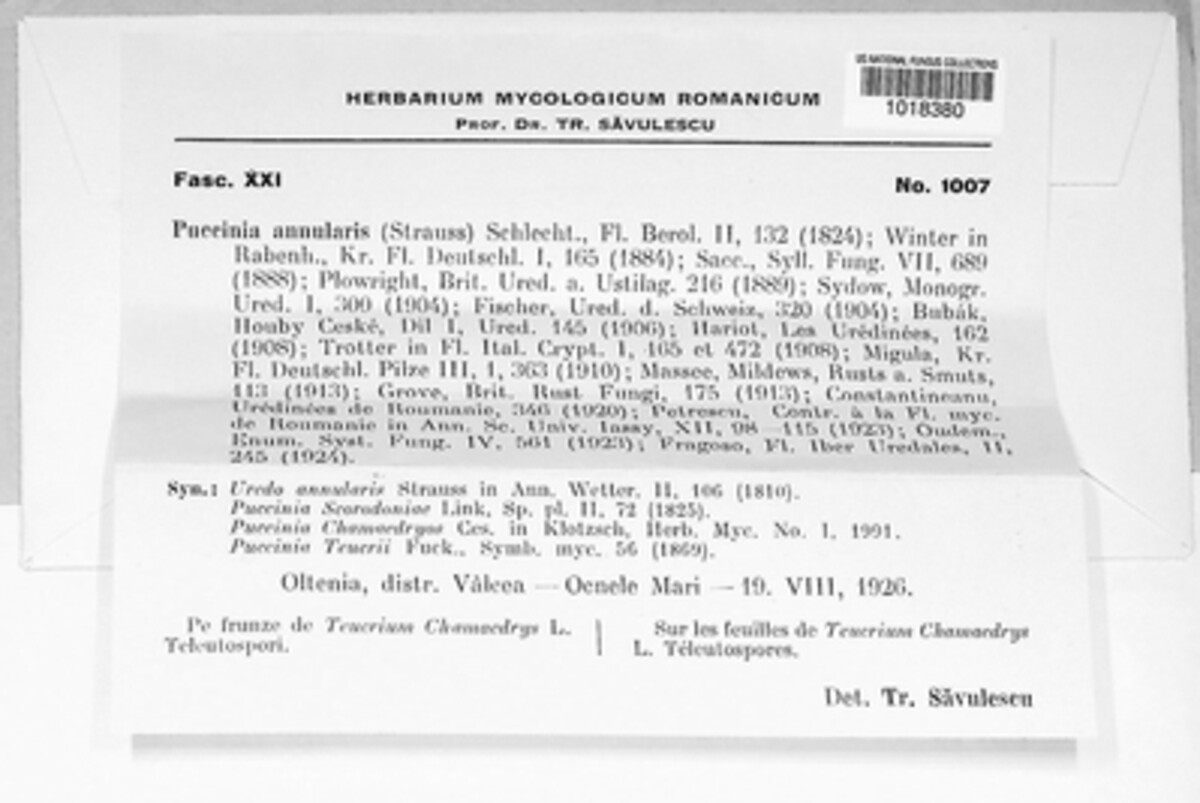 US NATIONAL FUNGUS COLLECTIONS
1018380
HERBARIUM MYCOLOGICUM ROMANICUM
PROF. DR. TR. SĂVULESCU
Fasc. XXI
No. 1007
Puccinia annularis (Strauss) Schlecht., Fl. Berol. II, 132 (1824); Winter in
Rabenh., Kr. Fl. Deutschl. I, 165 (1884); Sacc., Syll. Fung. VII, 689
(1888); Plowright, Brit. Ured. a. Ustilag. 216 (1889); Sydow, Monogr.
Ured. I, 300 (1904); Fischer, Ured. d. Schweiz, 320 (1904); Bubák,
Houby Ceské, Dil I, Ured. 145 (1906); Hariot, Les Urédinées, 162
(1908); Trotter in Fl. Ital. Crypt. I, 165 et 472 (1908); Migula, Kr.
Fl. Deutschl. Pilze III, 1, 363 (1910); Massee, Mildews, Rusts a. Smuts,
113 (1913); Grove, Brit. Rust Fungi, 175 (1913); Constantineanu,
Urédinées de Roumanie, 346 (1920); Petrescu, Contr. à la Fl. myc.
de Roumanie in Ann. Sc. Univ. Iassy, XII, 98—115 (1923); Oudem.,
Enum. Syst. Fung. IV, 561 (1923); Fragoso, Fl. Iber Uredales, II,
245 (1924).
Syn.: Uredo annularis Strauss in Ann. Wetter. II, 106 (1810).
Puccinia Scorodoniae Link, Sp. pl. II, 72 (1825).
Puccinia Chamaedryos Ces. in Klotzsch, Herb. Myc. No. 1, 1991.
Puccinia Teucrii Fuck., Symb. myc. 56 (1869).
Oltenia, distr. Vâlcea — Ocnele Mari — 19. VIII, 1926.
Pe frunze de Teucrium Chamaedrys L.
Teleutospori.
Sur les feuilles de Teucrium Chamaedrys
L. Téleutospores.
Det. Tr. Săvulescu